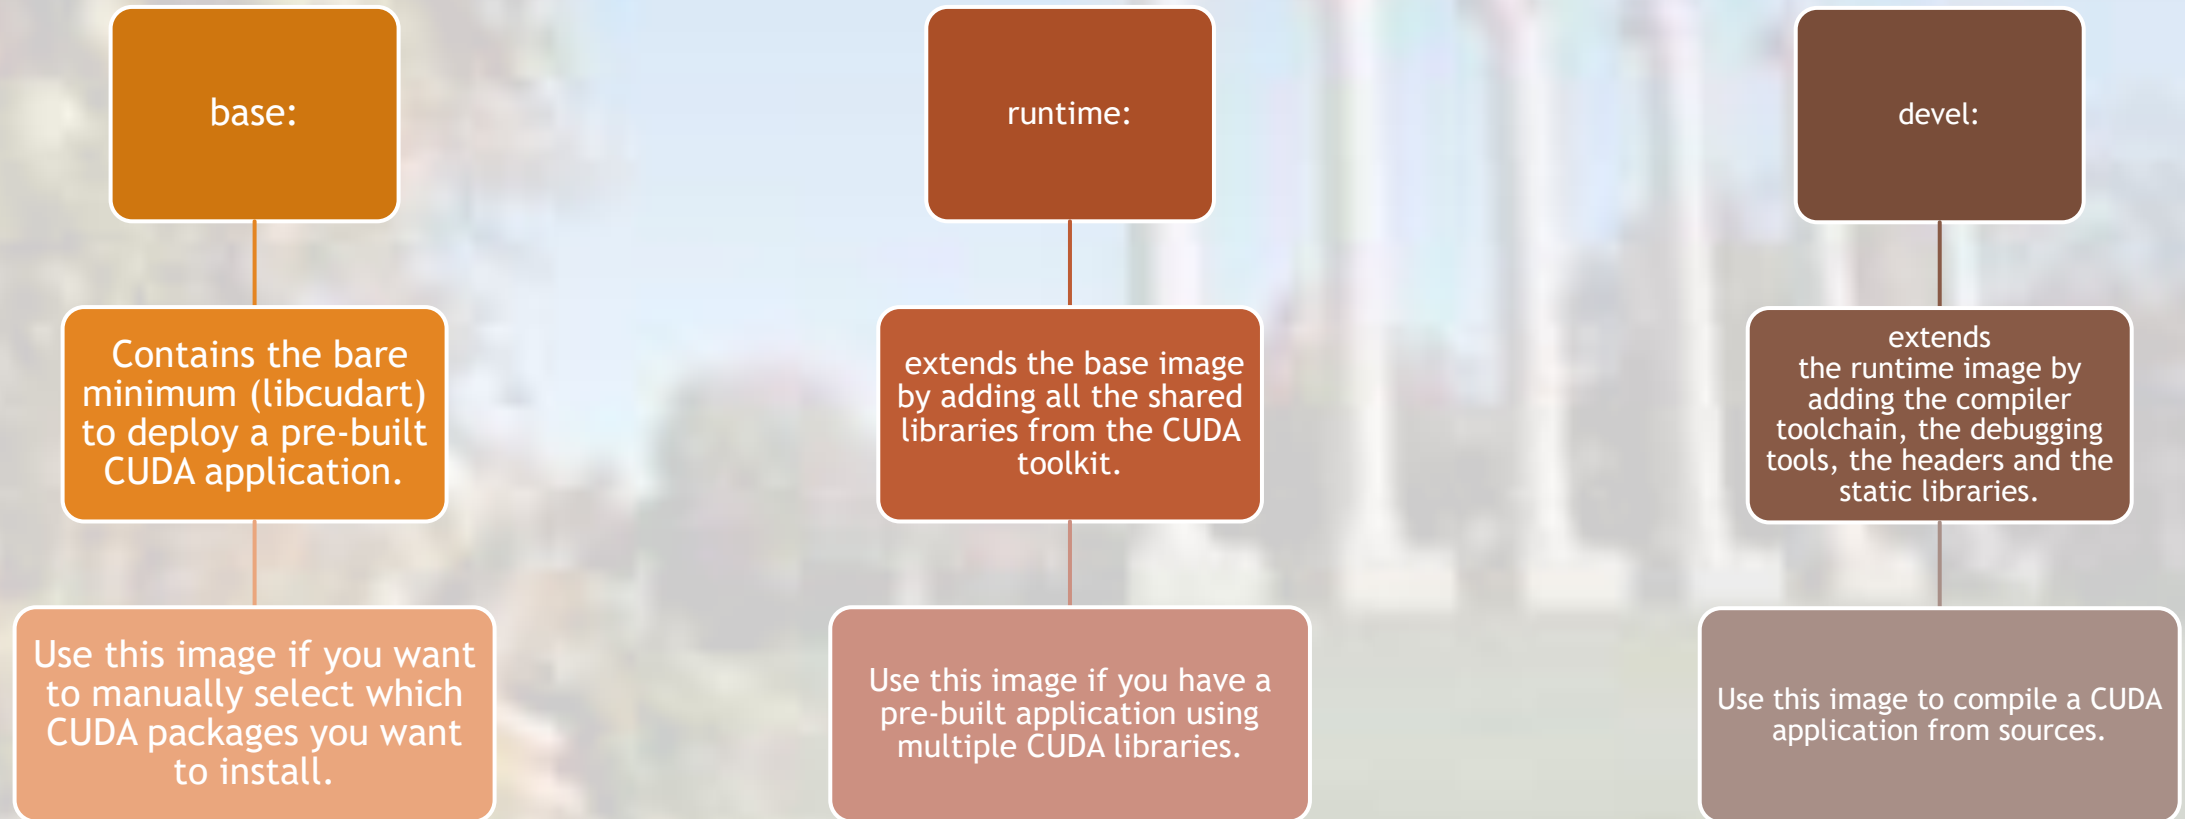 base:
Contains the bare
minimum (libcudart)
to deploy a pre-built
CUDA application.
Use this image if you want
to manually select which
CUDA packages you want
to install.
runtime:
extends the base image
by adding all the shared
libraries from the CUDA
toolkit.
Use this image if you have a
pre-built application using
multiple CUDA libraries.
devel:
extends
the runtime image by
adding the compiler
toolchain, the debugging
tools, the headers and the
static libraries.
Use this image to compile a CUDA
application from sources.